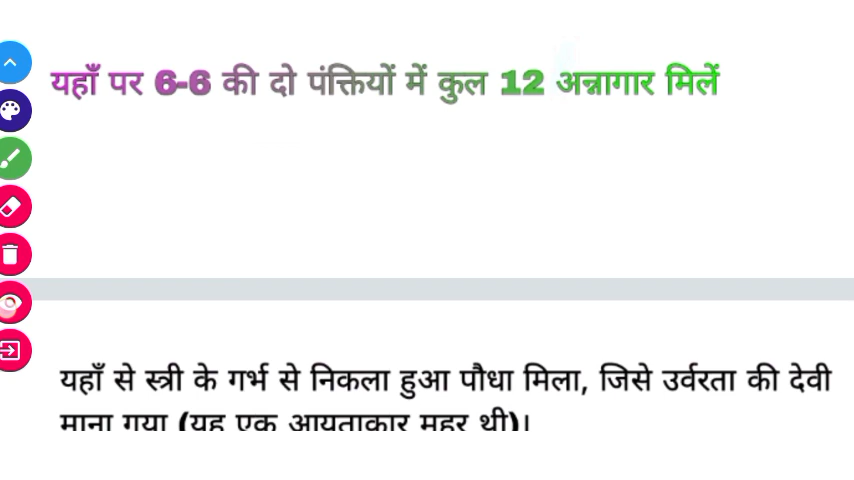 यहाँ पर 6-6 की दो पंक्तियों में कुल 12 अन्नागार मिलें
यहाँ से स्त्री के गर्भ से निकला हुआ पौधा मिला, जिसे उर्वरता की देवी
माना गया (यह एक आयताकार मुहर थी)।